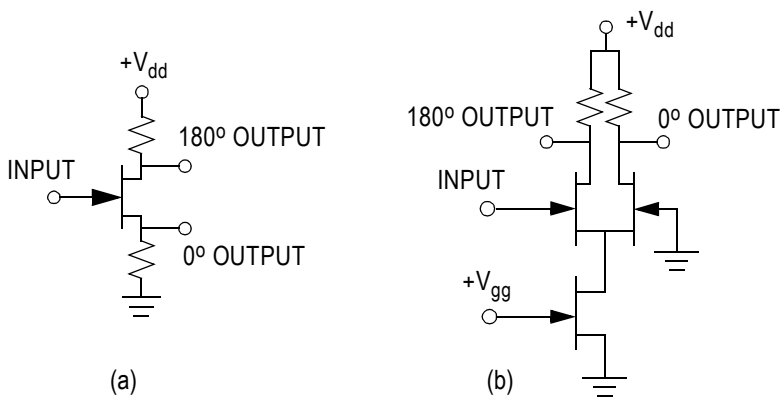 +Vdd
180º OUTPUT
INPUT
0º OUTPUT
(a)
+Vdd
180º OUTPUT
0º OUTPUT
INPUT
+Vgg
(b)